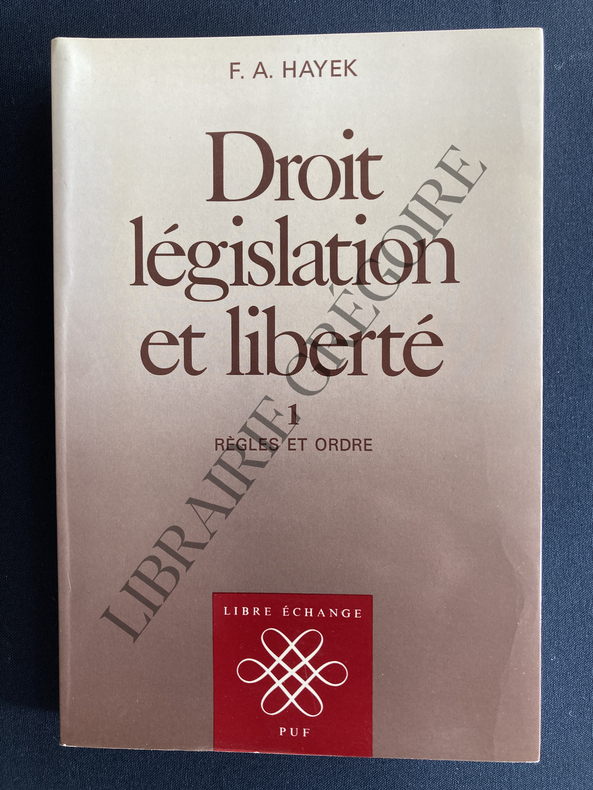 F. A. HAYEK
Droit
législation
et liberté
1
RÈGLES ET ORDRE
LIBRAIRIE GRÉGOIRE
LIBRE ÉCHANGE
PUF